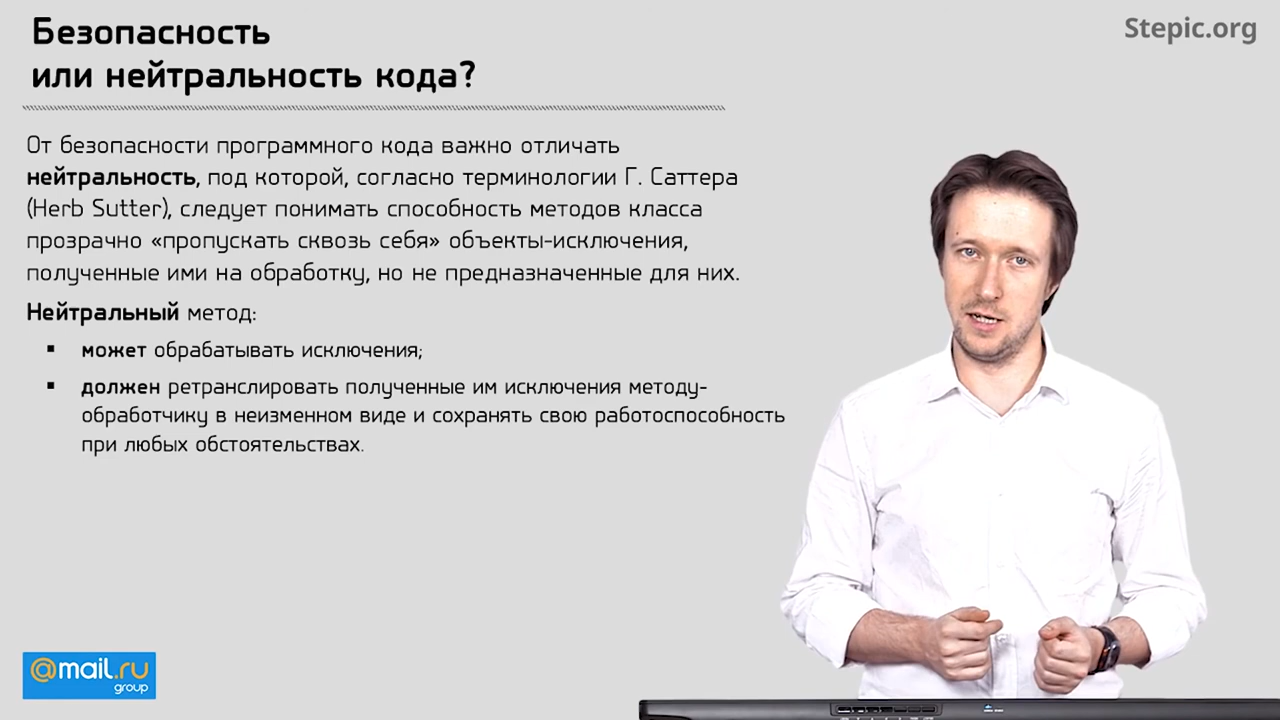 Безопасность
или нейтральность кода?
Stepic.org
От безопасности программного кода важно отличать
нейтральность, под которой, согласно терминологии Г. Саттера
(Herb Sutter), следует понимать способность методов класса
прозрачно «пропускать сквозь себя» объекты-исключения,
полученные ими на обработку, но не предназначенные для них.
Нейтральный метод:
▪ может обрабатывать исключения;
▪ должен ретранслировать полученные им исключения методу-
обработчику в неизменном виде и сохранять свою работоспособность
при любых обстоятельствах.
@mail.ru
group